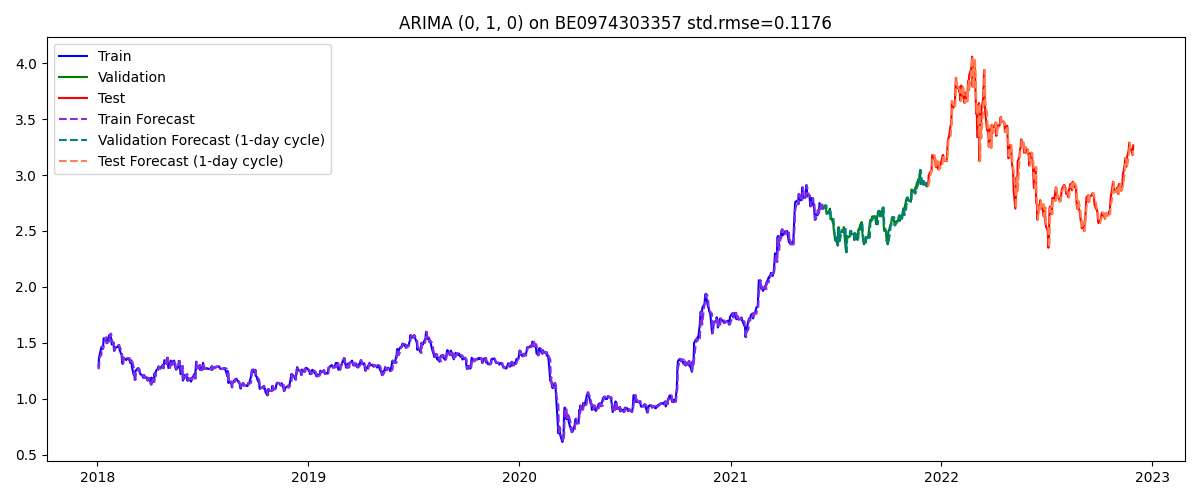 ARIMA (0, 1, 0) on BE0974303357 std.rmse=0.1176
4.0
3.5
3.0
2.5
2.0
1.5
1.0
0.5
Train
Validation
Test
Train Forecast
Validation Forecast (1-day cycle)
Test Forecast (1-day cycle)
2018
2019
2020
2021
2022
2023